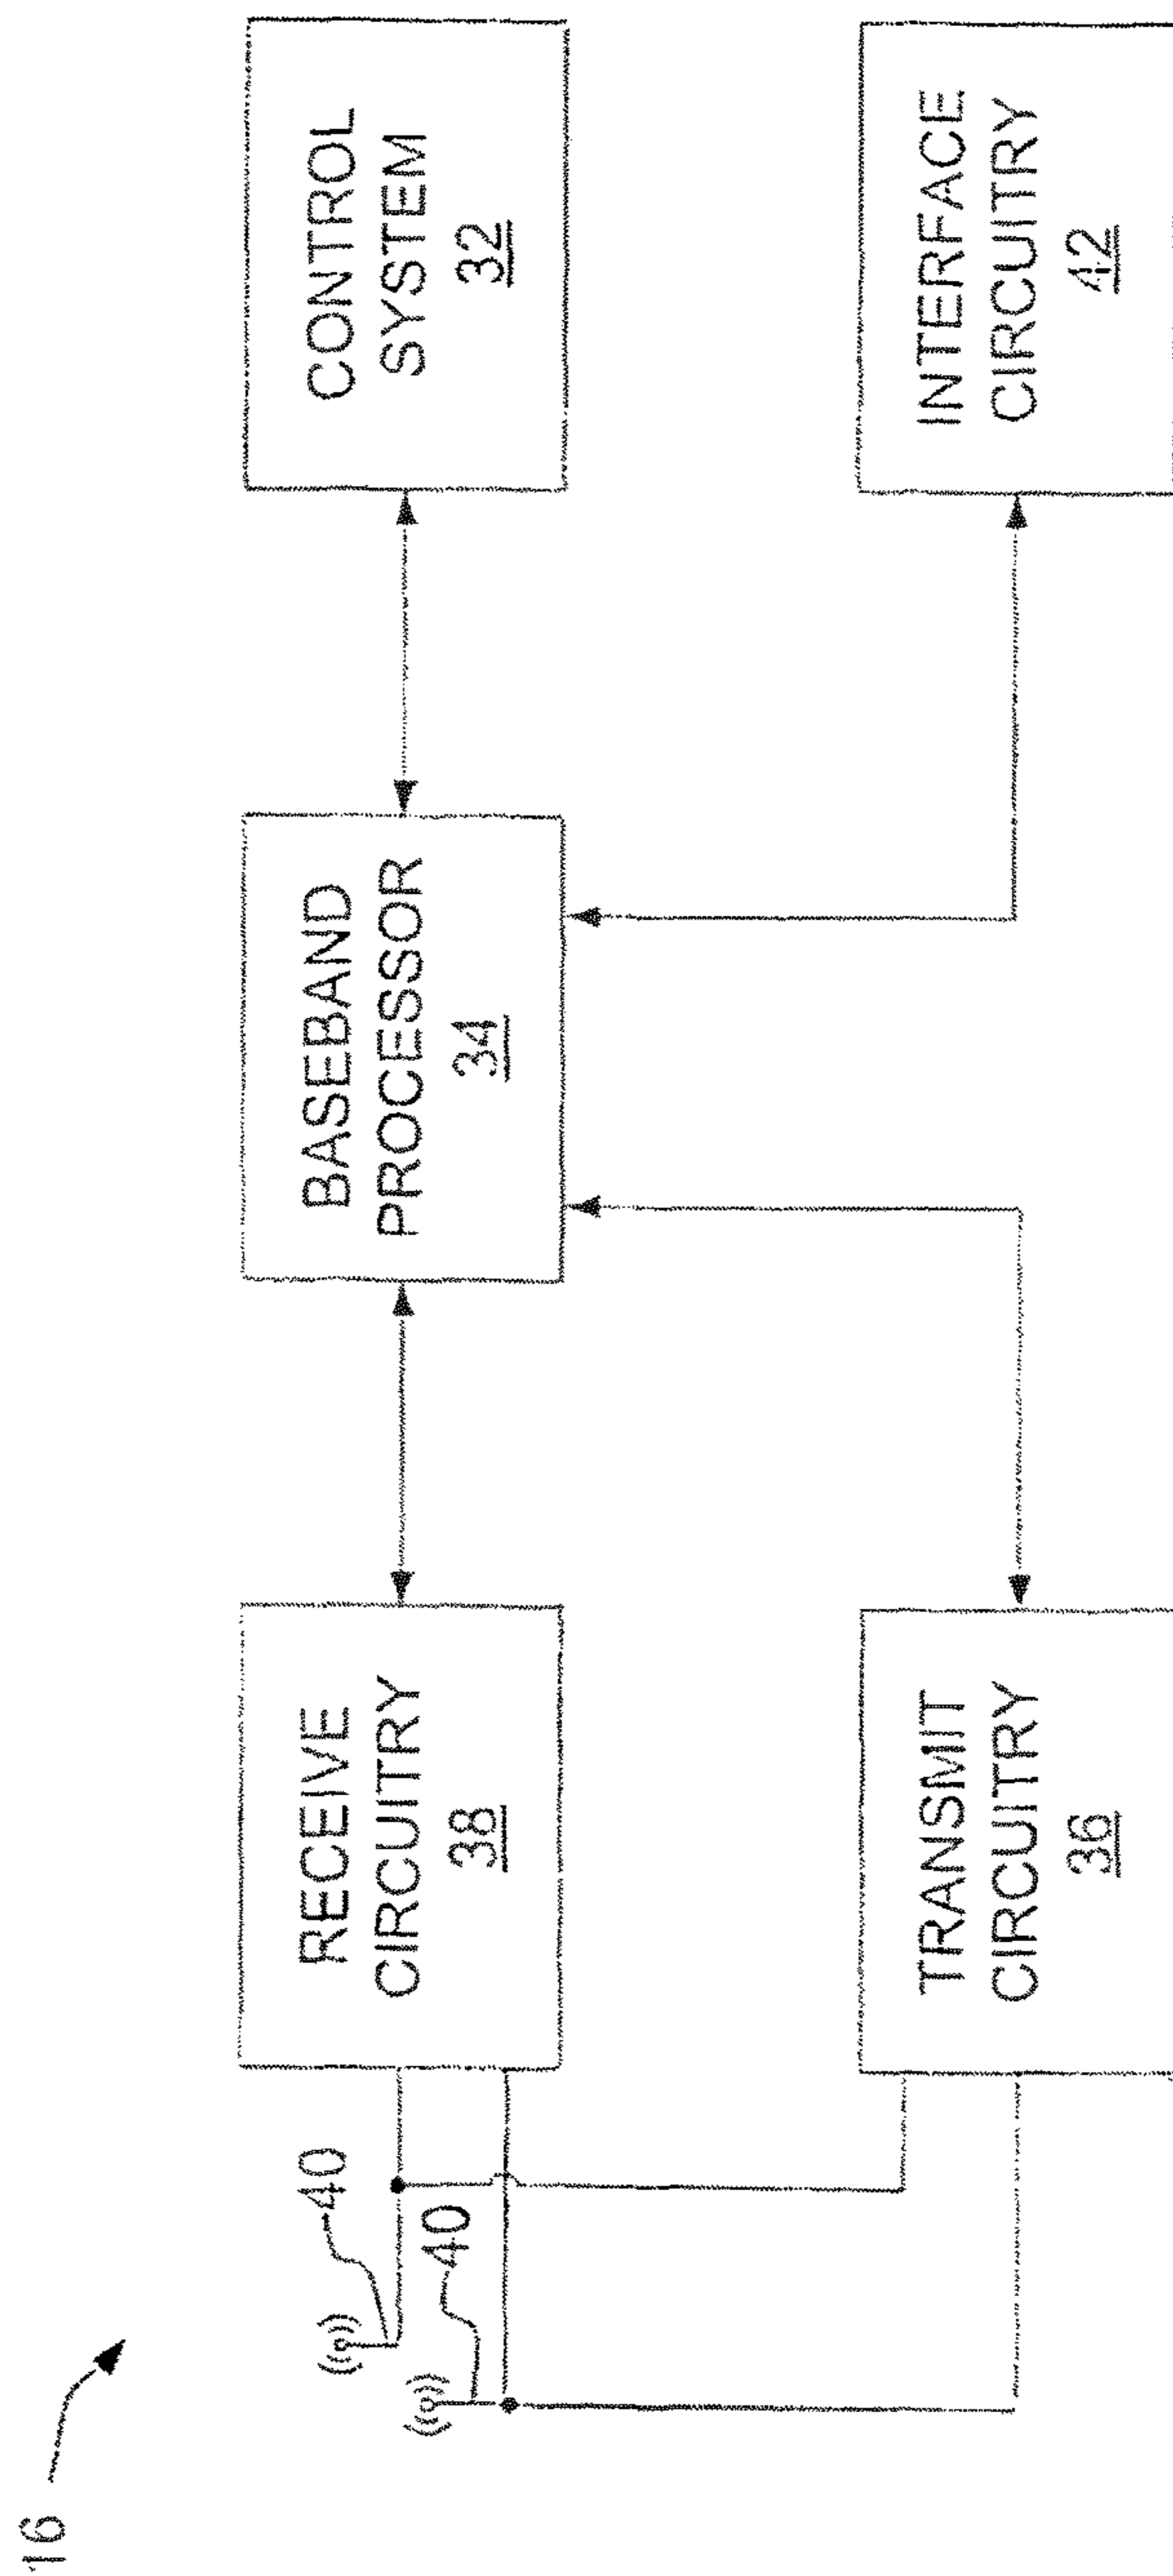 16
40
40
RECEIVE
CIRCUITRY
38
BASEBAND
PROCESSOR
34
CONTROL
SYSTEM
32
TRANSMIT
CIRCUITRY
36
INTERFACE
CIRCUITRY
42